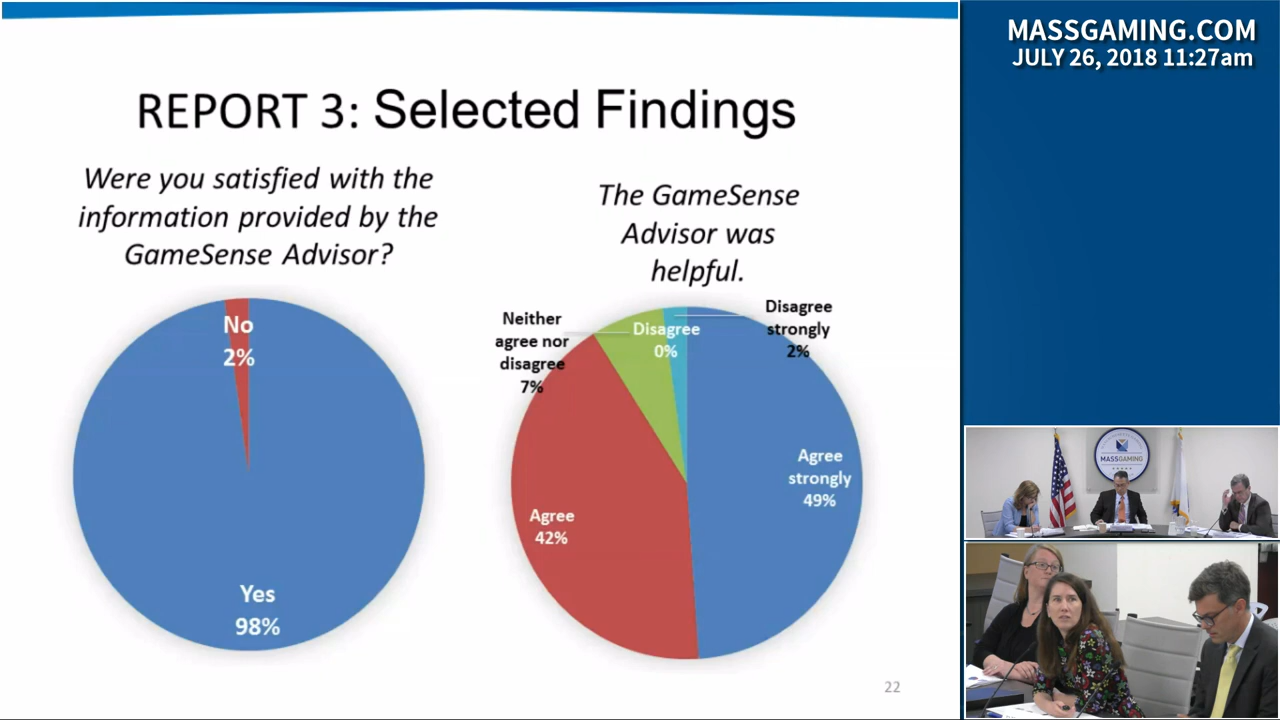 MASSGAMING.COM
JULY 26, 2018 11:27am
REPORT 3: Selected Findings
Were you satisfied with the
information provided by the
GameSense Advisor?
No
2%
Yes
98%
The GameSense
Advisor was
helpful.
Neither
agree nor
disagree
7%
Disagree
0%
Disagree
strongly
2%
Agree
strongly
49%
Agree
42%
22
MASSGAMING